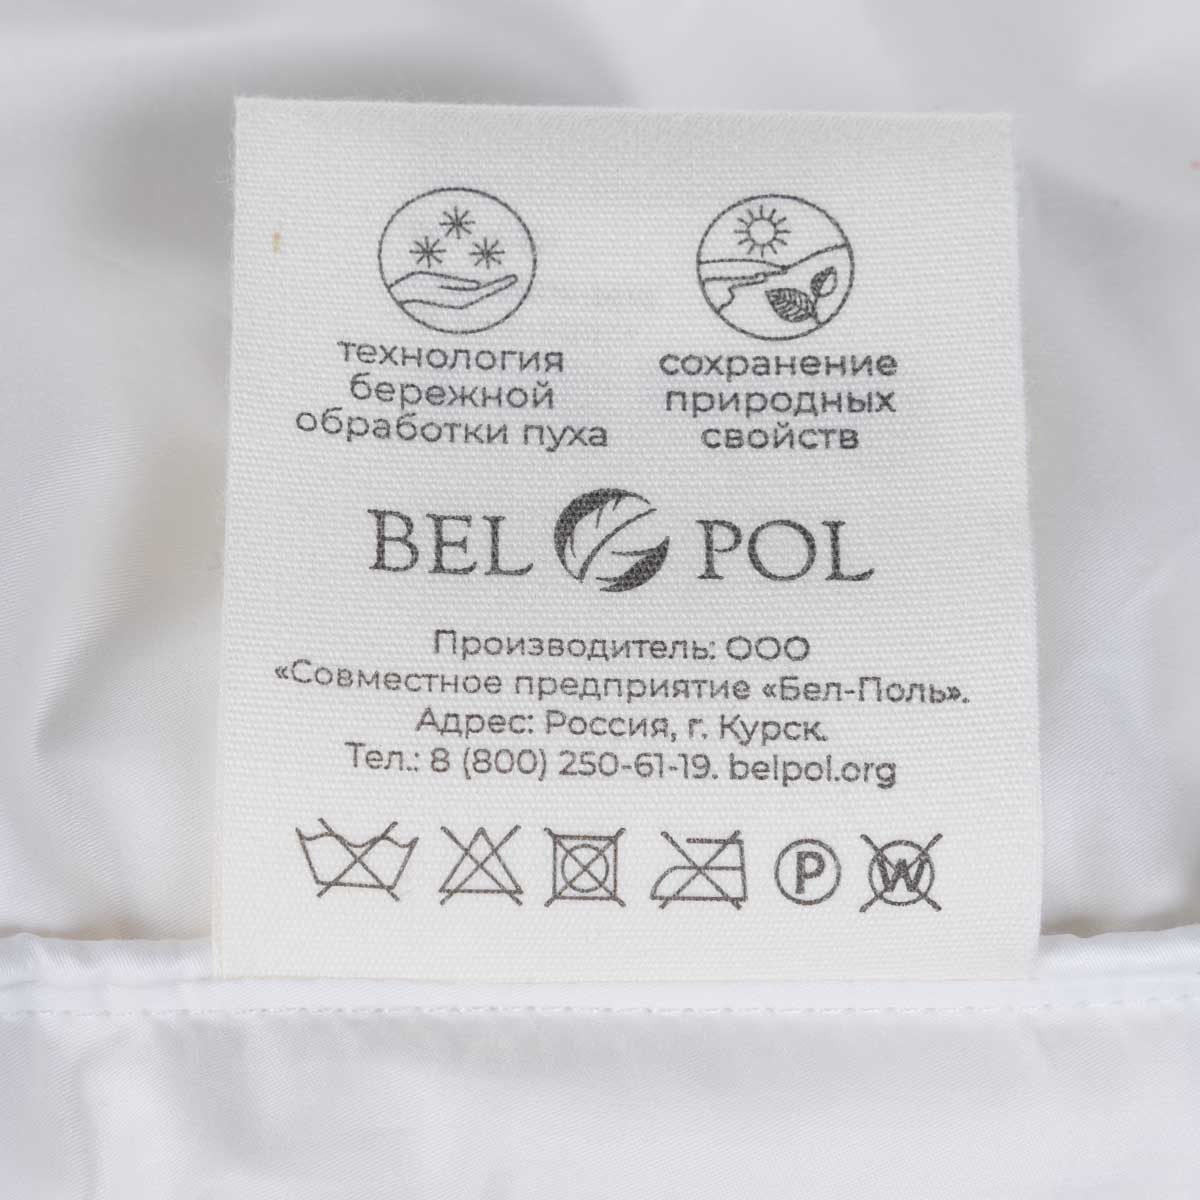 технология
бережной
обработки пуха
сохранение
природных
свойств
BEL POL
Производитель: ООО
«Совместное предприятие «Бел-Поль».
Адрес: Россия, г. Курск.
Тел.: 8 (800) 250-61-19. belpol.org
P W